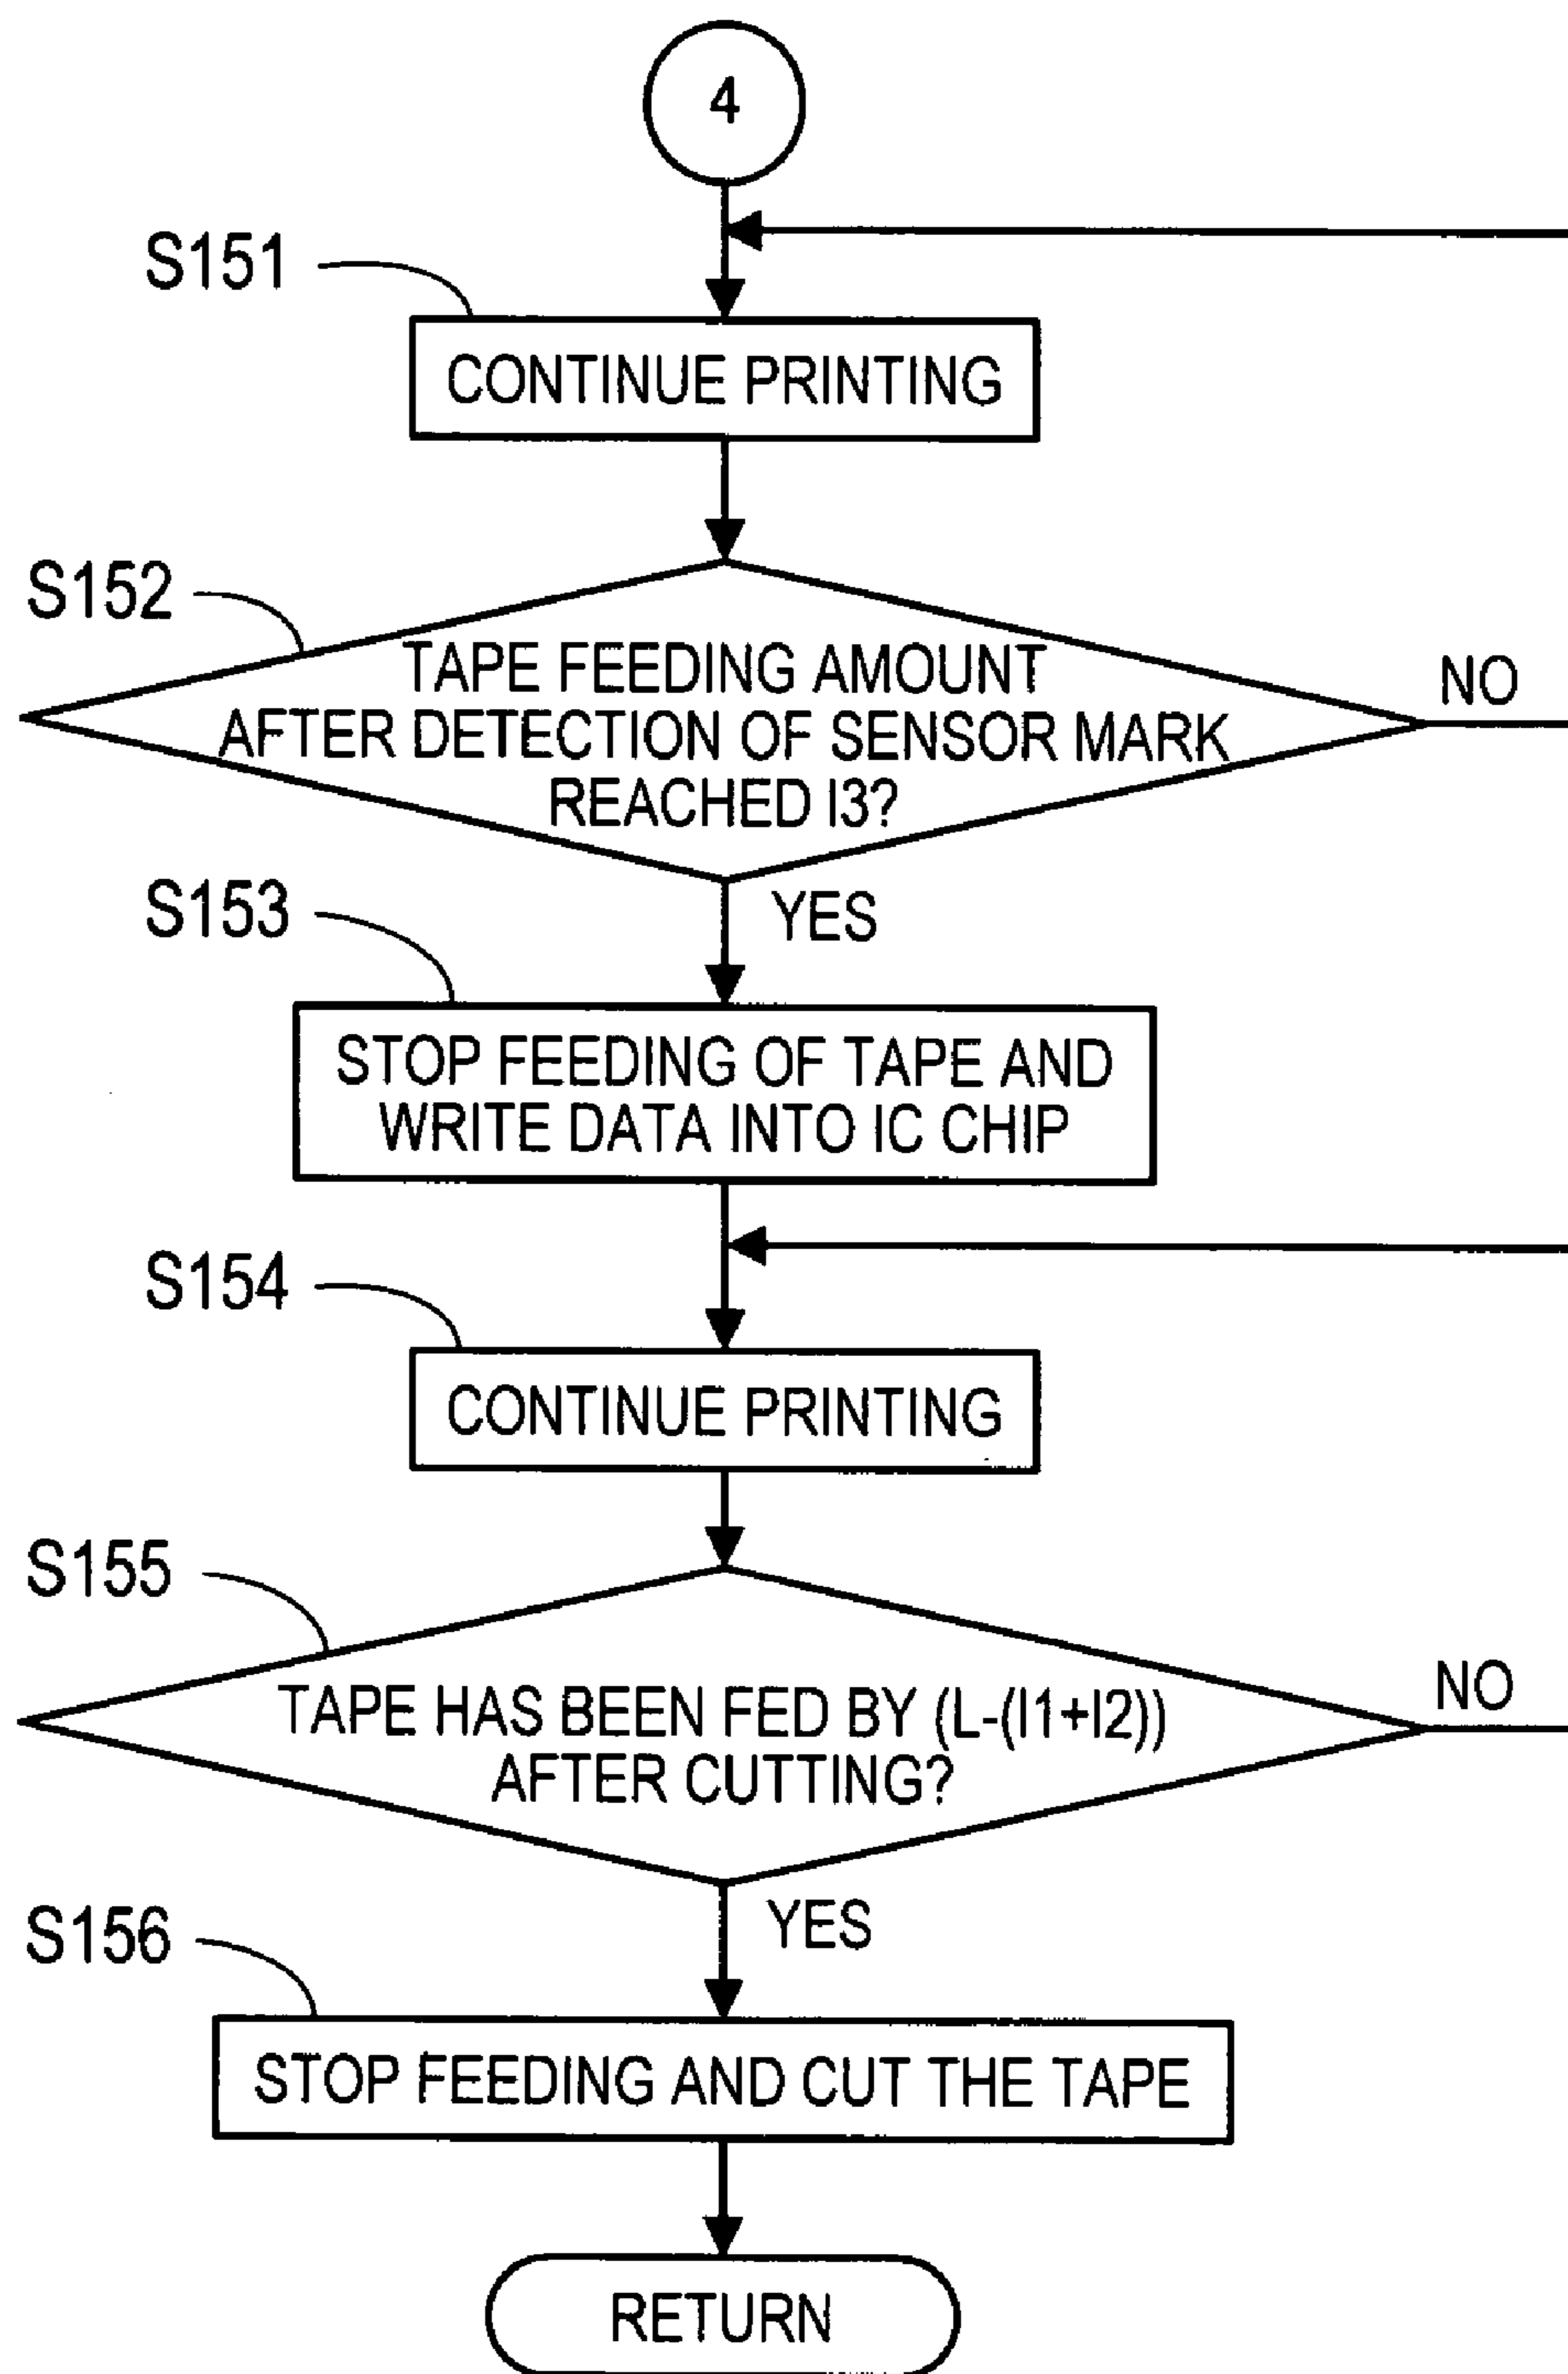 4
S151
CONTINUE PRINTING
S152
TAPE FEEDING AMOUNT
AFTER DETECTION OF SENSOR MARK
REACHED l3?
NO
YES
S153
STOP FEEDING OF TAPE AND
WRITE DATA INTO IC CHIP
S154
CONTINUE PRINTING
S155
TAPE HAS BEEN FED BY (L-(l1+l2))
AFTER CUTTING?
NO
YES
S156
STOP FEEDING AND CUT THE TAPE
RETURN